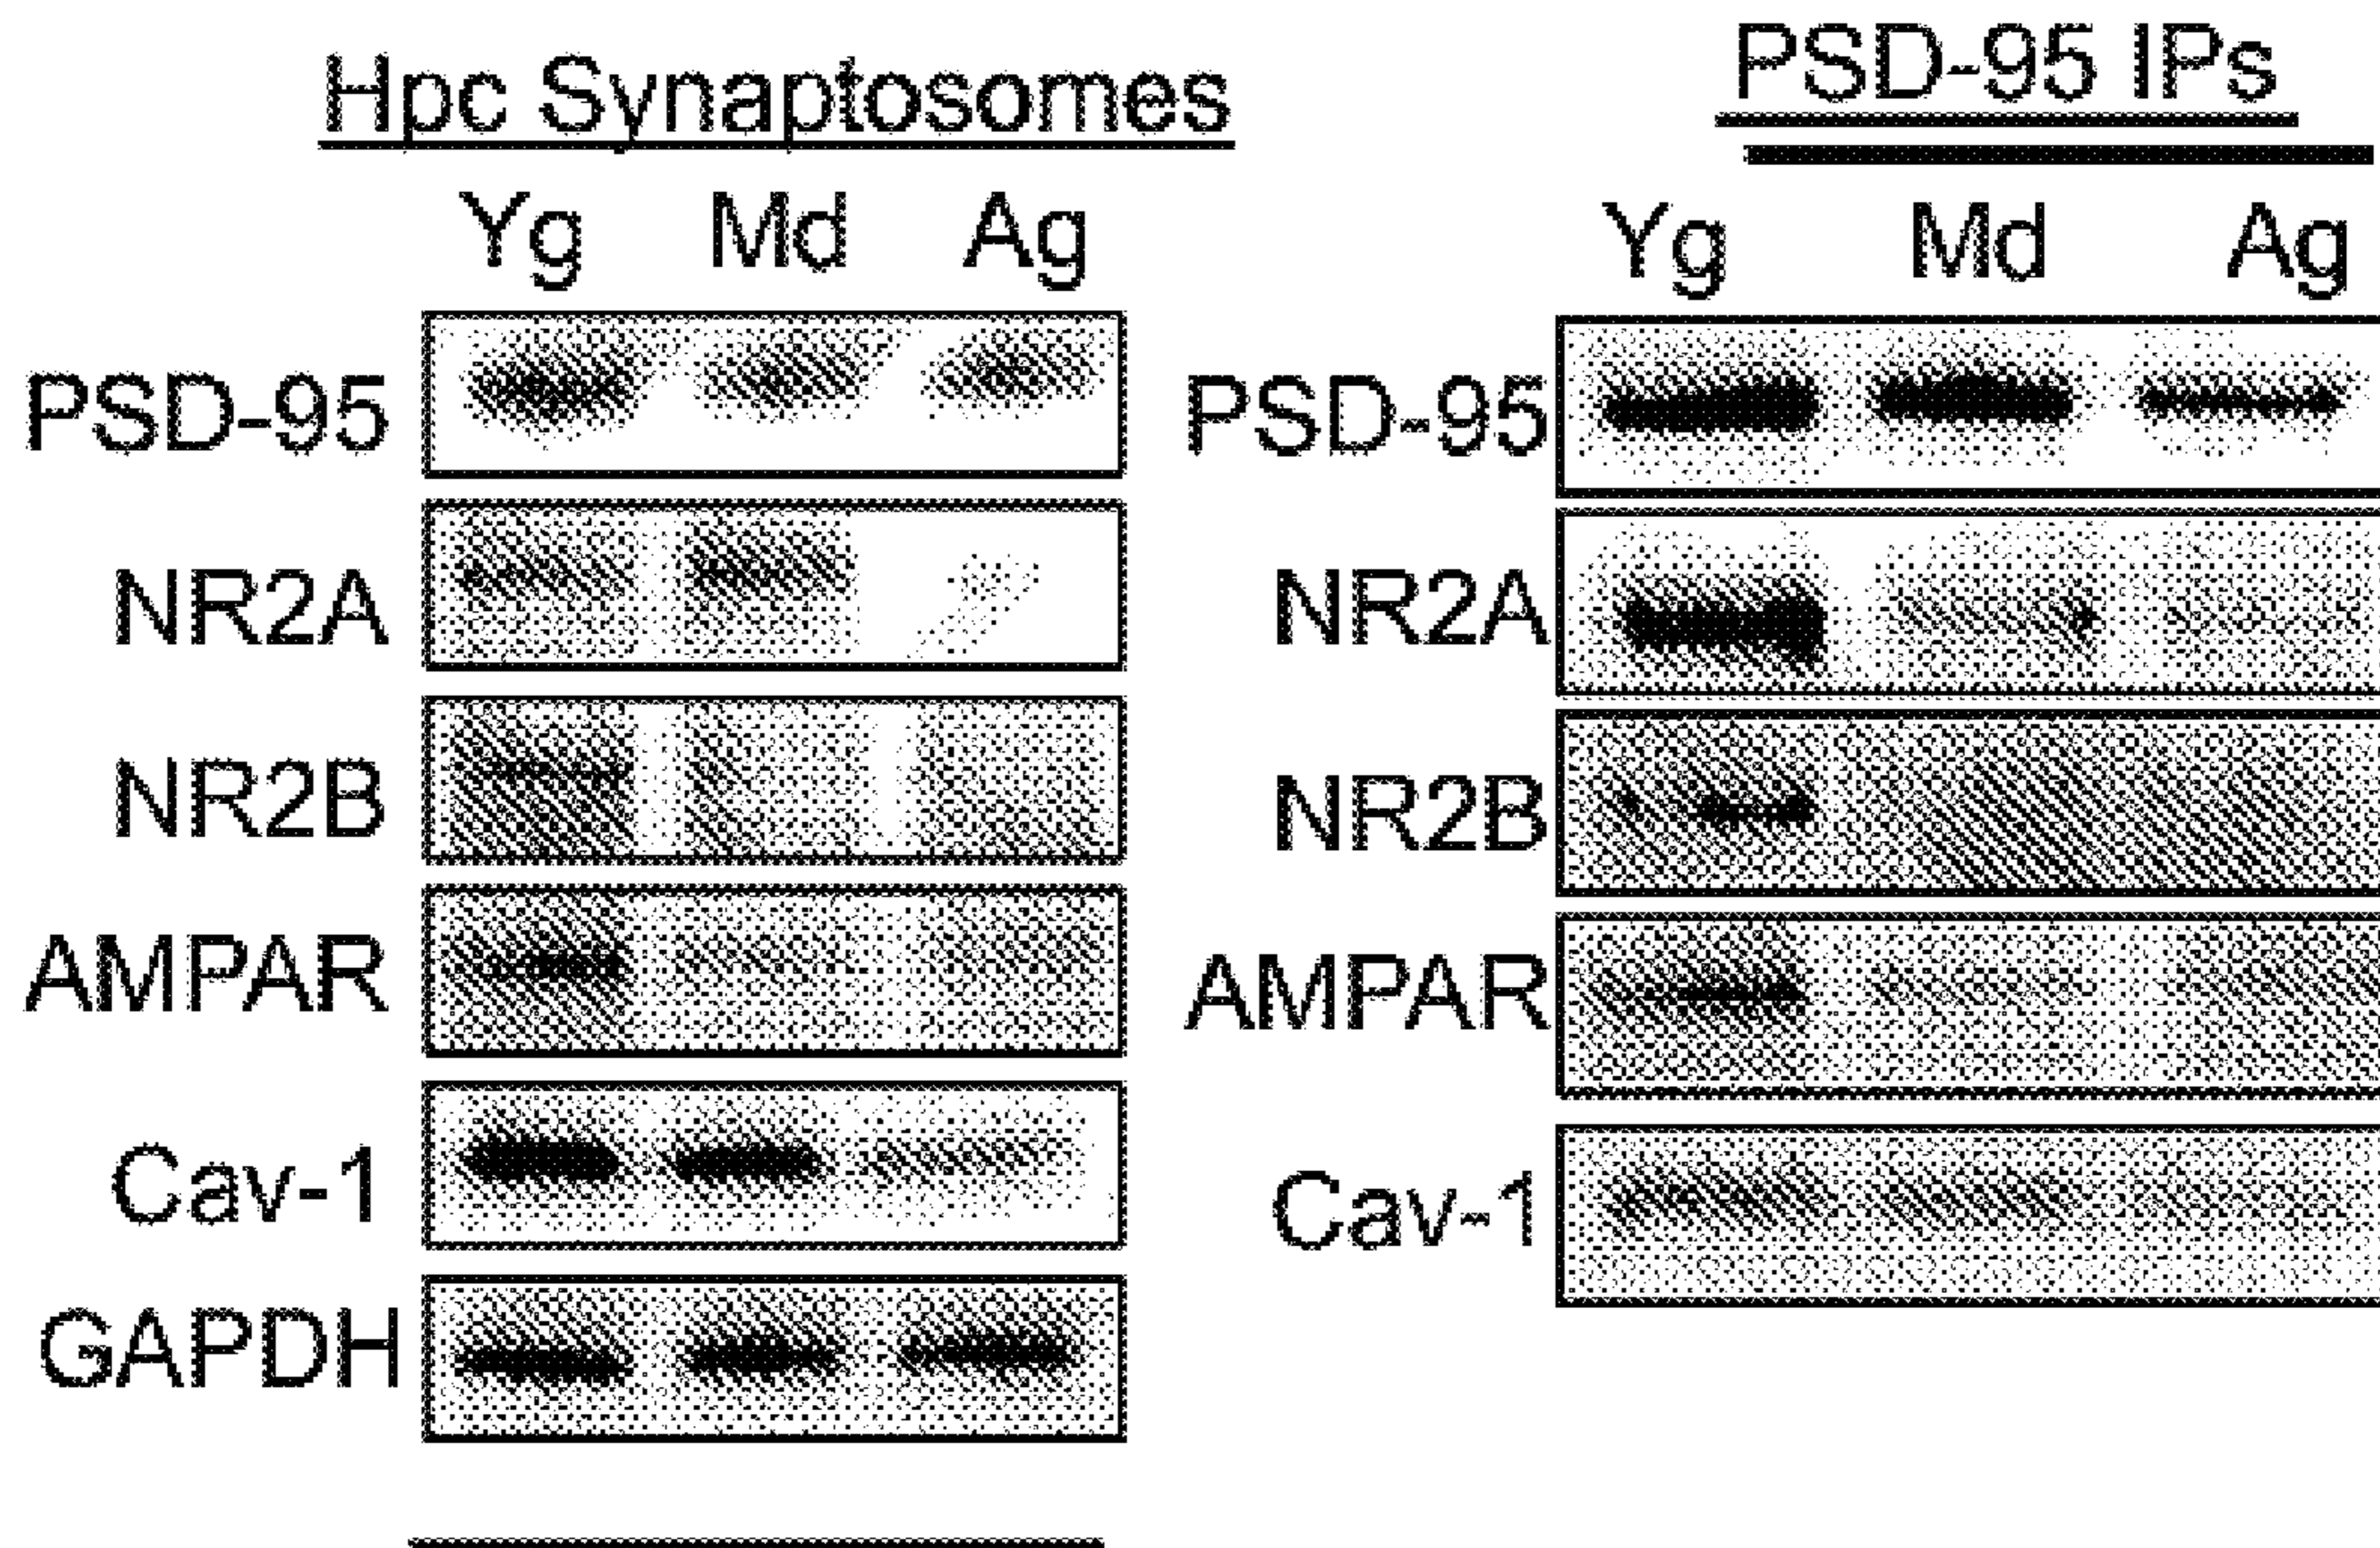 Hpc Synaptosomes
Yg Md Ag
PSD-95
NR2A
NR2B
AMPAR
Cav-1
GAPDH
PSD-95 IPs
Yg Md Ag
PSD-95
NR2A
NR2B
AMPAR
Cav-1